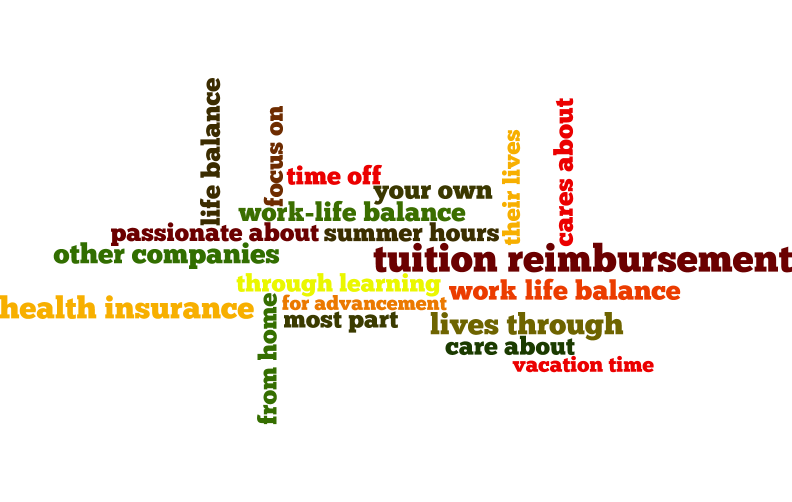 life balance
focus on
time off
your own
their lives
cares about
work-life balance
passionate about
summer hours
other companies
tuition reimbursement
through learning
work life balance
health insurance
for advancement
from home
most part
lives through
care about
vacation time